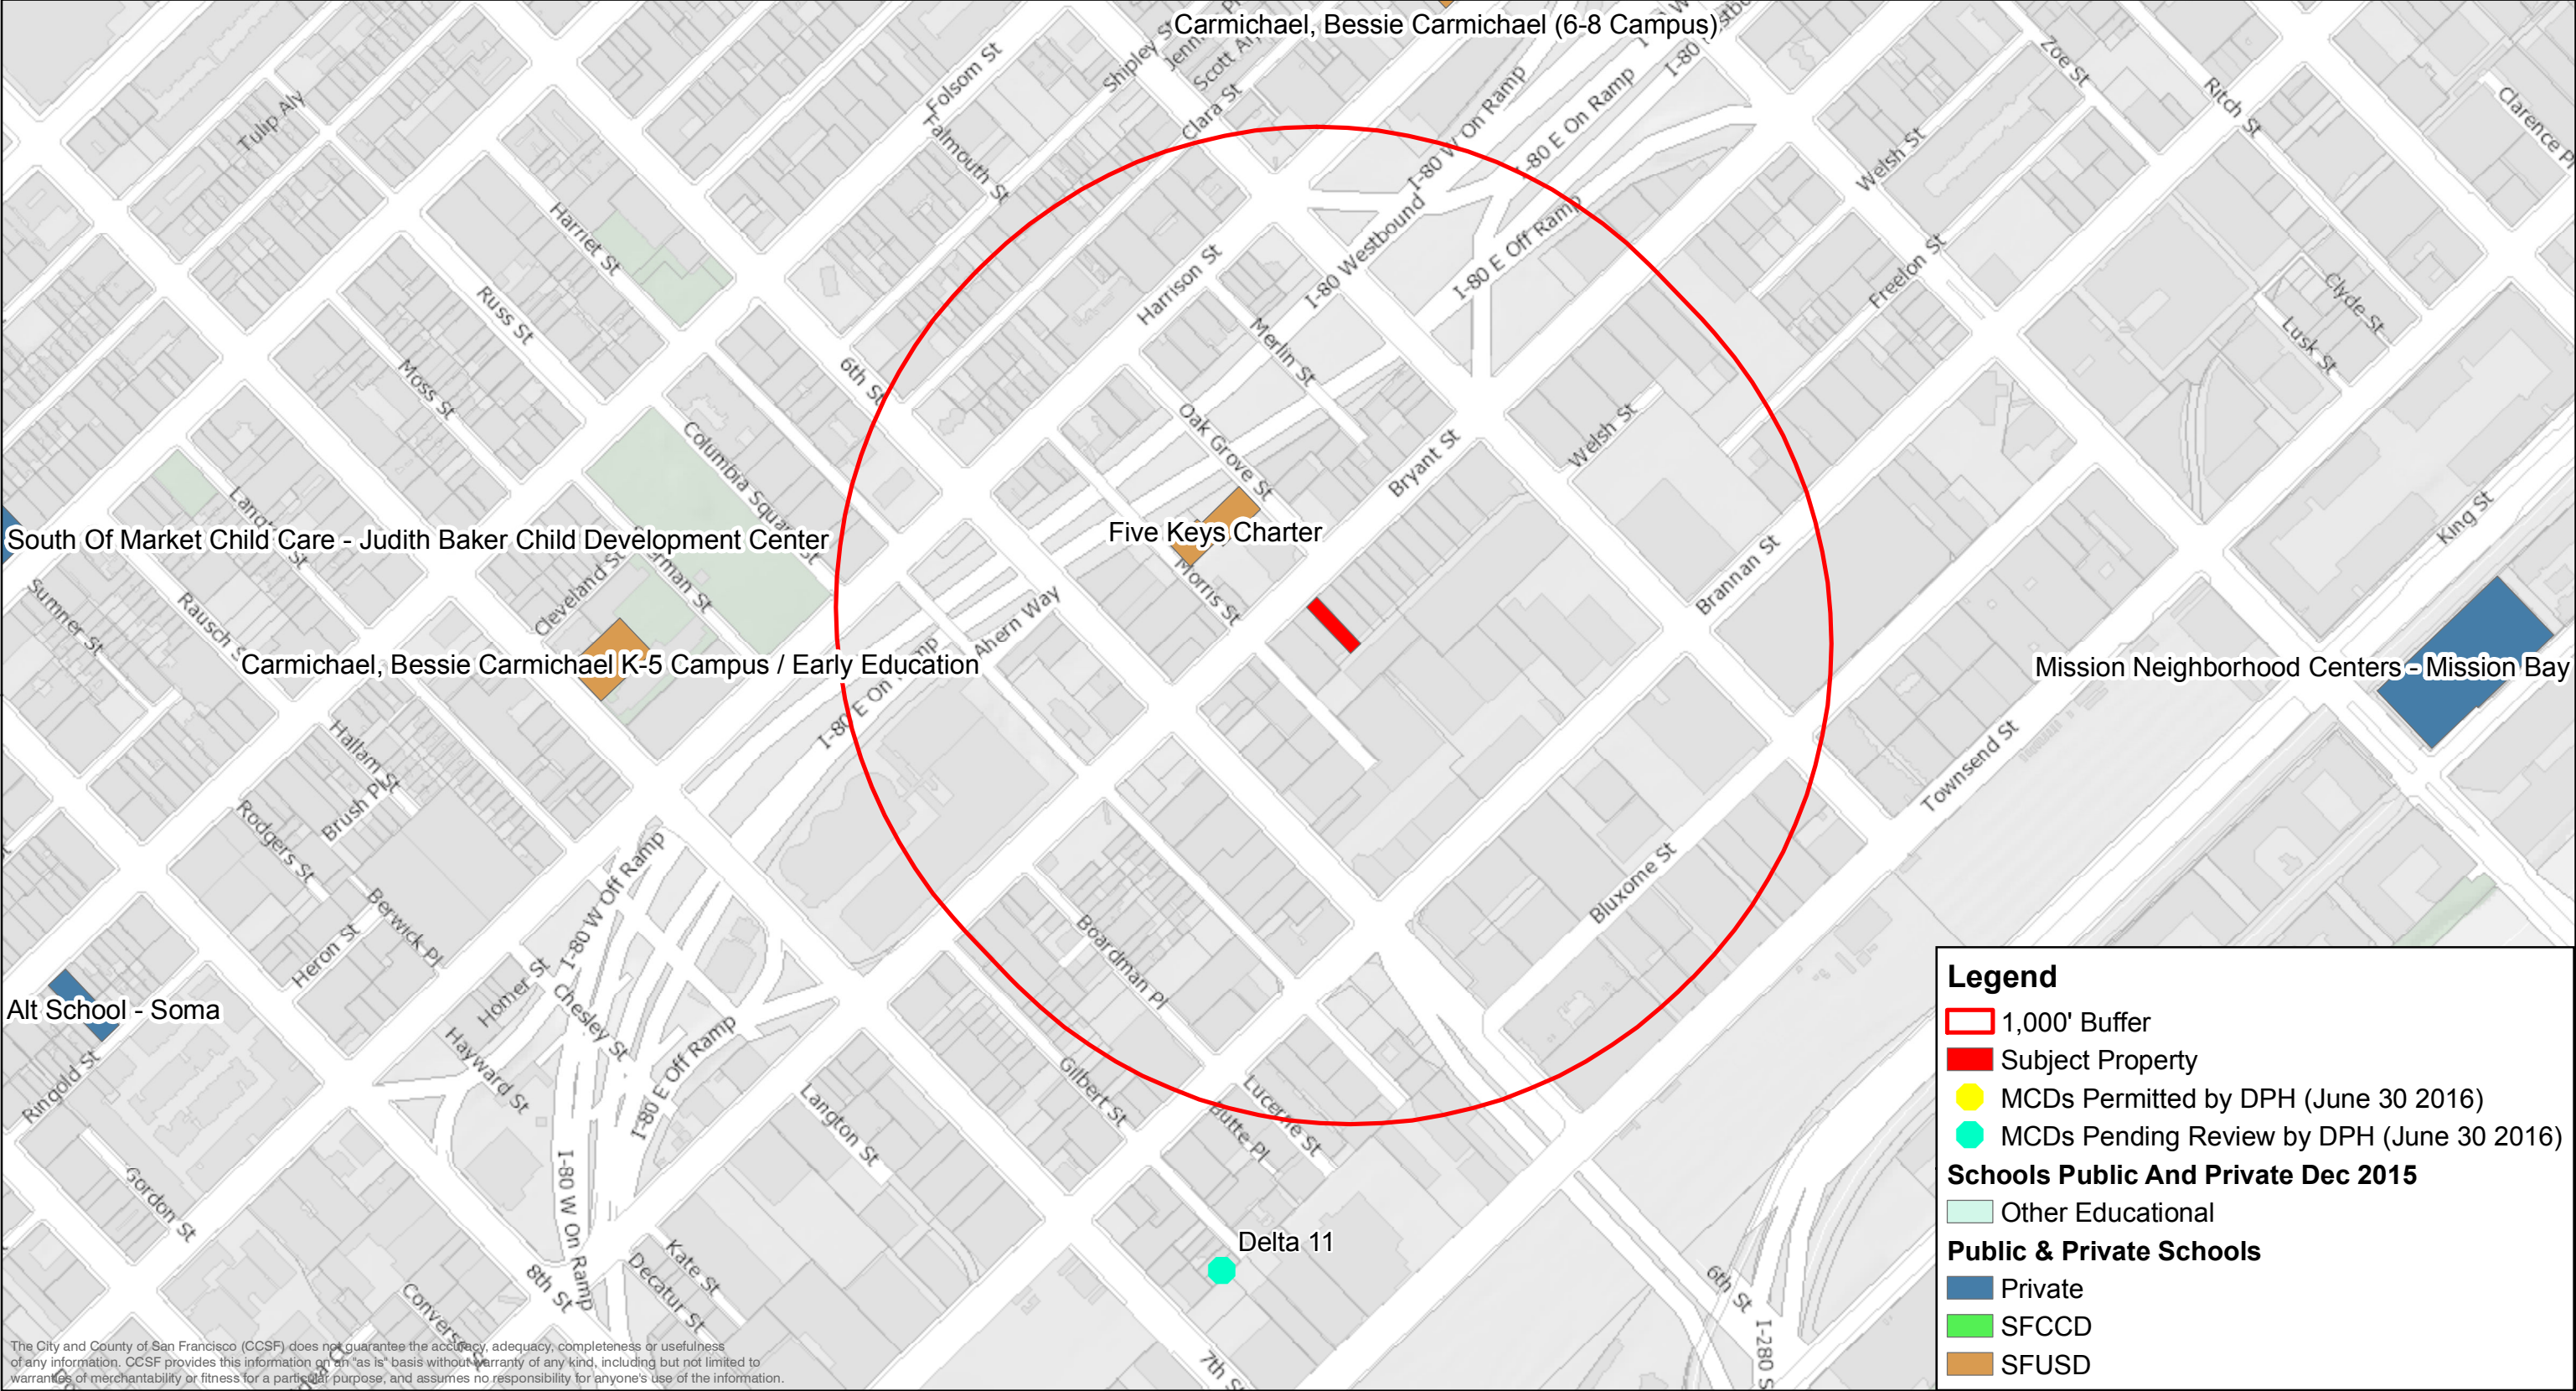 Carmichael, Bessie Carmichael (6-8 Campus)
Shipley St
Scott Aly
Clara St
Folsom St
Falmouth St
Tulip Aly
I-80 W On Ramp
I-80 E On Ramp
I-80
Zoe St
Ritch St
Welsh St
Harriet St
Russ St
Moss St
Harrison St
I-80 Westbound
I-80 E Off Ramp
Freelon St
Clyde St
Lusk St
Merlin St
6th St
Oak Grove St
Columbia Square St
Bryant St
Welsh St
King St
South Of Market Child Care - Judith Baker Child Development Center
Five Keys Charter
Cleveland St
Morris St
Brannan St
Ahern Way
Sumner St
Rausch St
Carmichael, Bessie Carmichael K-5 Campus / Early Education
Mission Neighborhood Centers - Mission Bay
I-80 E On Ramp
Hallam St
Brush Pl
Rodgers St
Townsend St
I-80 W Off Ramp
Berwick Pl
Heron St
Bluxome St
Boardman Pl
Homer St
Chesley St
Alt School - Soma
Hayward St
I-80 E Off Ramp
Ringold St
Gilbert St
Langton St
Lucerne St
Butte Pl
Gordon St
I-80 W On Ramp
Delta 11
Kate St
Decatur St
8th St
Converse St
6th St
I-280 S
7th St
Legend
1,000' Buffer
Subject Property
MCDs Permitted by DPH (June 30 2016)
MCDs Pending Review by DPH (June 30 2016)
Schools Public And Private Dec 2015
Other Educational
Public & Private Schools
Private
SFCCD
SFUSD
The City and County of San Francisco (CCSF) does not guarantee the accuracy, adequacy, completeness or usefulness
of any information. CCSF provides this information on an "as is" basis without warranty of any kind, including but not limited to
warranties of merchantability or fitness for a particular purpose, and assumes no responsibility for anyone's use of the information.